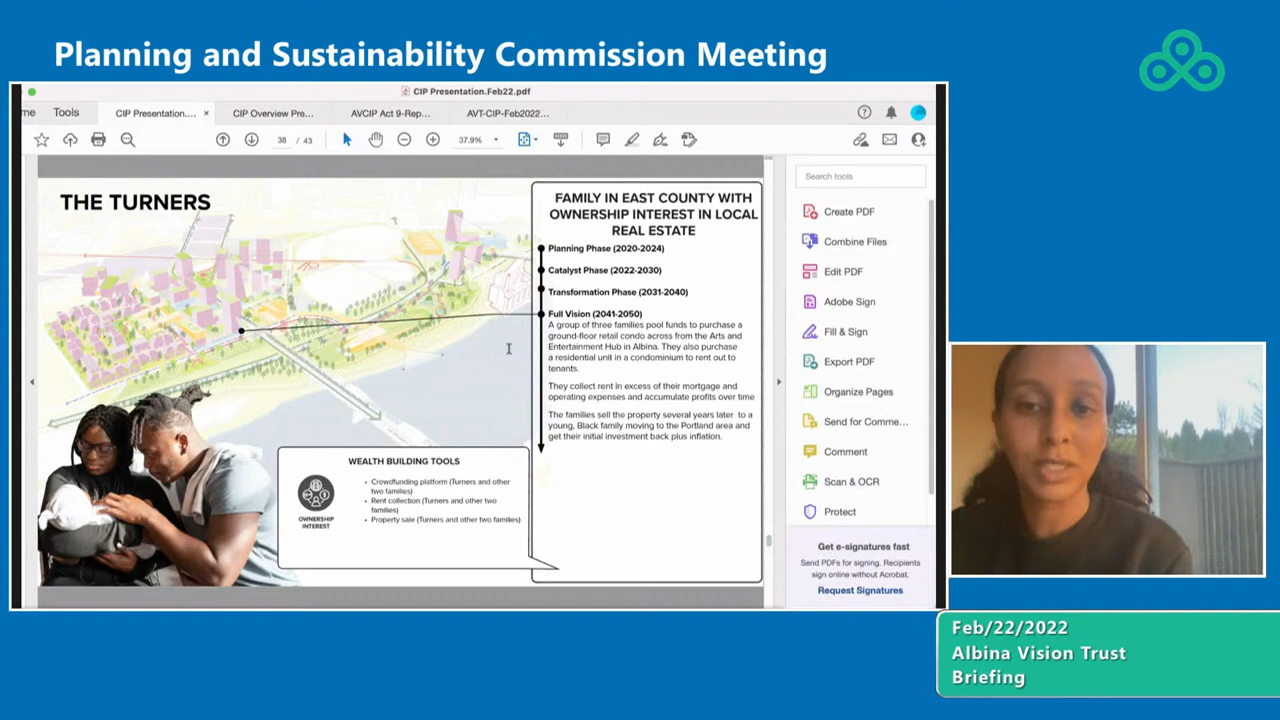 Planning and Sustainability Commission Meeting
CIP Presentation.Feb22.pdf
me
Tools
CIP Presentation....
×
CIP Overview Pre...
AVCIP Act 9-Rep...
AVT-CIP-Feb2022...
38 / 43
37.9%
THE TURNERS
FAMILY IN EAST COUNTY WITH
OWNERSHIP INTEREST IN LOCAL
REAL ESTATE
Planning Phase (2020-2024)
Catalyst Phase (2022-2030)
Transformation Phase (2031-2040)
Full Vision (2041-2050)
A group of three families pool funds to purchase a
ground-floor retail condo across from the Arts and
Entertainment Hub in Albina. They also purchase
a residential unit in a condominium to rent out to
tenants.
They collect rent in excess of their mortgage and
operating expenses and accumulate profits over time
The families sell the property several years later to a
young, Black family moving to the Portland area and
get their initial investment back plus inflation.
WEALTH BUILDING TOOLS
OWNERSHIP
INTEREST
• Crowdfunding platform (Turners and other
two families)
• Rent collection (Turners and other two
families)
• Property sale (Turners and other two families)
Search tools
Create PDF
Combine Files
Edit PDF
Adobe Sign
Fill & Sign
Export PDF
Organize Pages
Send for Comme...
Comment
Scan & OCR
Protect
Get e-signatures fast
Send PDFs for signing. Recipients
sign online without Acrobat.
Request Signatures
Feb/22/2022
Albina Vision Trust
Briefing